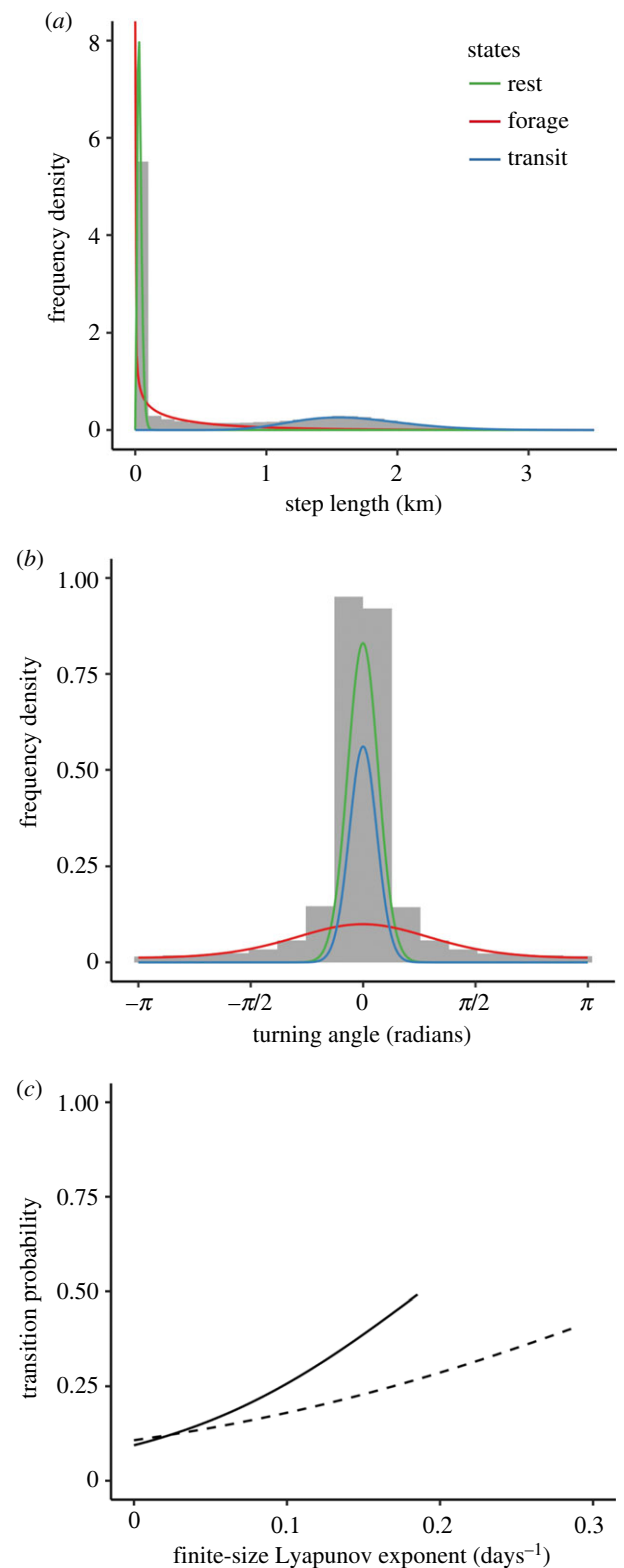 (a)
8
6
4
2
0
frequency density
states
rest
forage
transit
0 1 2 3
step length (km)
(b)
1.00
0.75
0.50
0.25
0
frequency density
–π –π/2 0 π/2 π
turning angle (radians)
(c)
1.00
0.75
0.50
0.25
0
transition probability
0 0.1 0.2 0.3
finite-size Lyapunov exponent (days⁻¹)